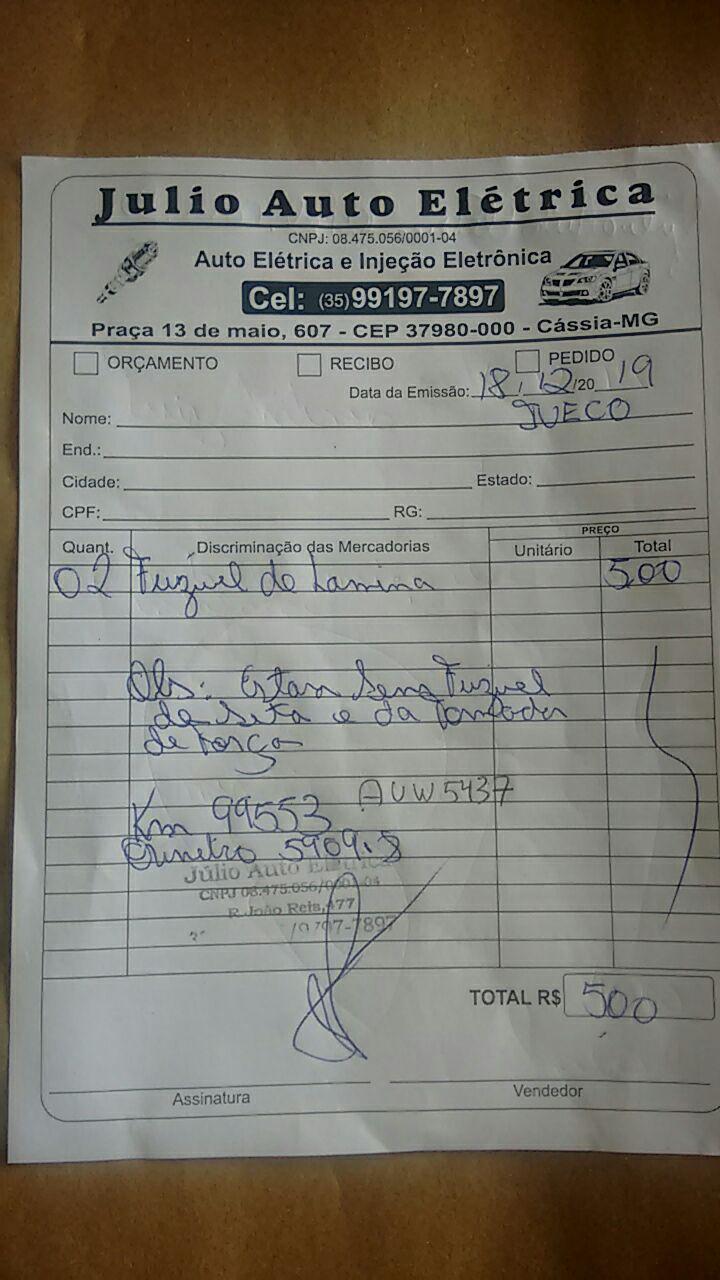 Julio Auto Elétrica
CNPJ: 08.475.056/0001-04
Auto Elétrica e Injeção Eletrônica
Cel: (35)99197-7897
Praça 13 de maio, 607 - CEP 37980-000 - Cássia-MG
ORÇAMENTO RECIBO PEDIDO
Data da Emissão: 18/12/2019
Nome: IVECO
End.:
Cidade: Estado:
CPF: RG:
PREÇO
Quant. Discriminação das Mercadorias Unitário Total
02 Fuzivel de Lamina 500
Obs: Estava Sem Fuzivel
de Seta e da tomada
de força
Km 99553 AUW5437
5909.8
Júlio Auto Elétrica
CNPJ 08.475.056/0001-04
R. João Reis, 477
-7897
TOTAL R$ 500
Assinatura Vendedor